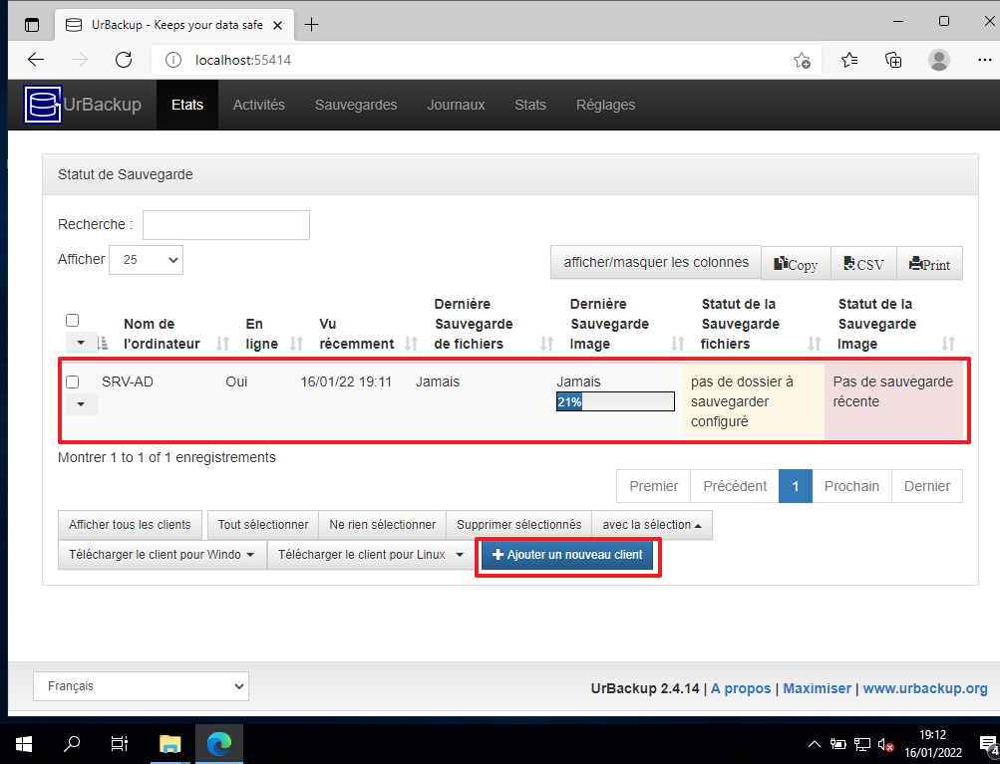 UrBackup - Keeps your data safe
localhost:55414
UrBackup Etats Activités Sauvegardes Journaux Stats Réglages
Statut de Sauvegarde
Recherche :
Afficher 25
afficher/masquer les colonnes Copy CSV Print
Nom de l'ordinateur
En ligne
Vu récemment
Dernière Sauvegarde de fichiers
Dernière Sauvegarde Image
Statut de la Sauvegarde fichiers
Statut de la Sauvegarde Image
SRV-AD Oui 16/01/22 19:11 Jamais Jamais
21%
pas de dossier à sauvegarder configuré
Pas de sauvegarde récente
Montrer 1 to 1 of 1 enregistrements
Premier Précédent 1 Prochain Dernier
Afficher tous les clients Tout sélectionner Ne rien sélectionner Supprimer sélectionnés avec la sélection
Télécharger le client pour Windo Télécharger le client pour Linux Ajouter un nouveau client
Français
UrBackup 2.4.14 | A propos | Maximiser | www.urbackup.org
19:12
16/01/2022
4